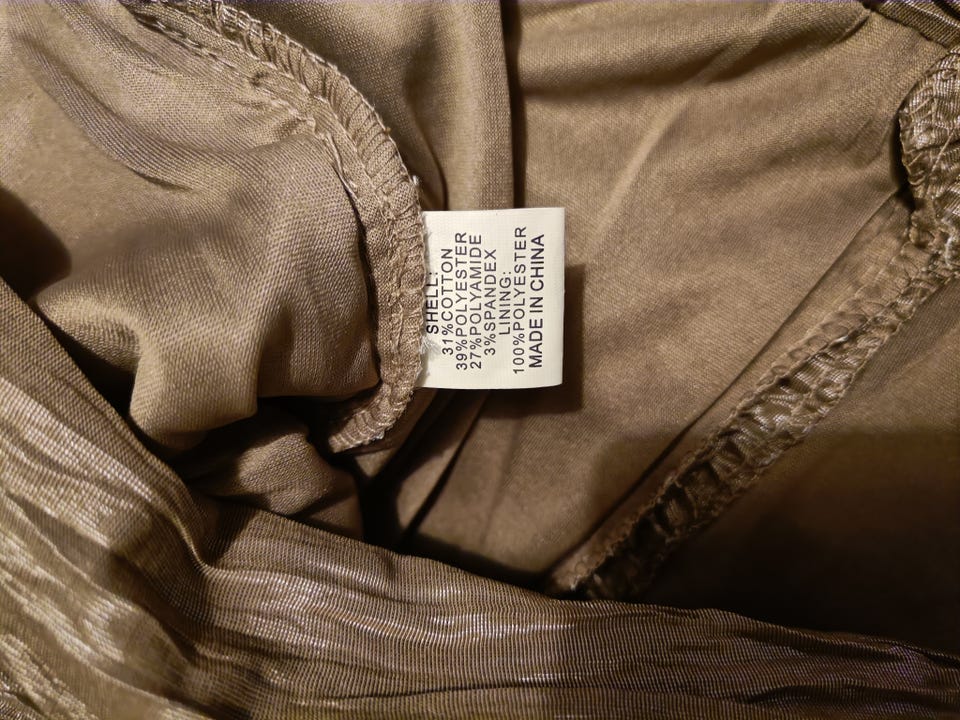 SHELL:
31%COTTON
39%POLYESTER
27%POLYAMIDE
3%SPANDEX
LINING:
100%POLYESTER
MADE IN CHINA